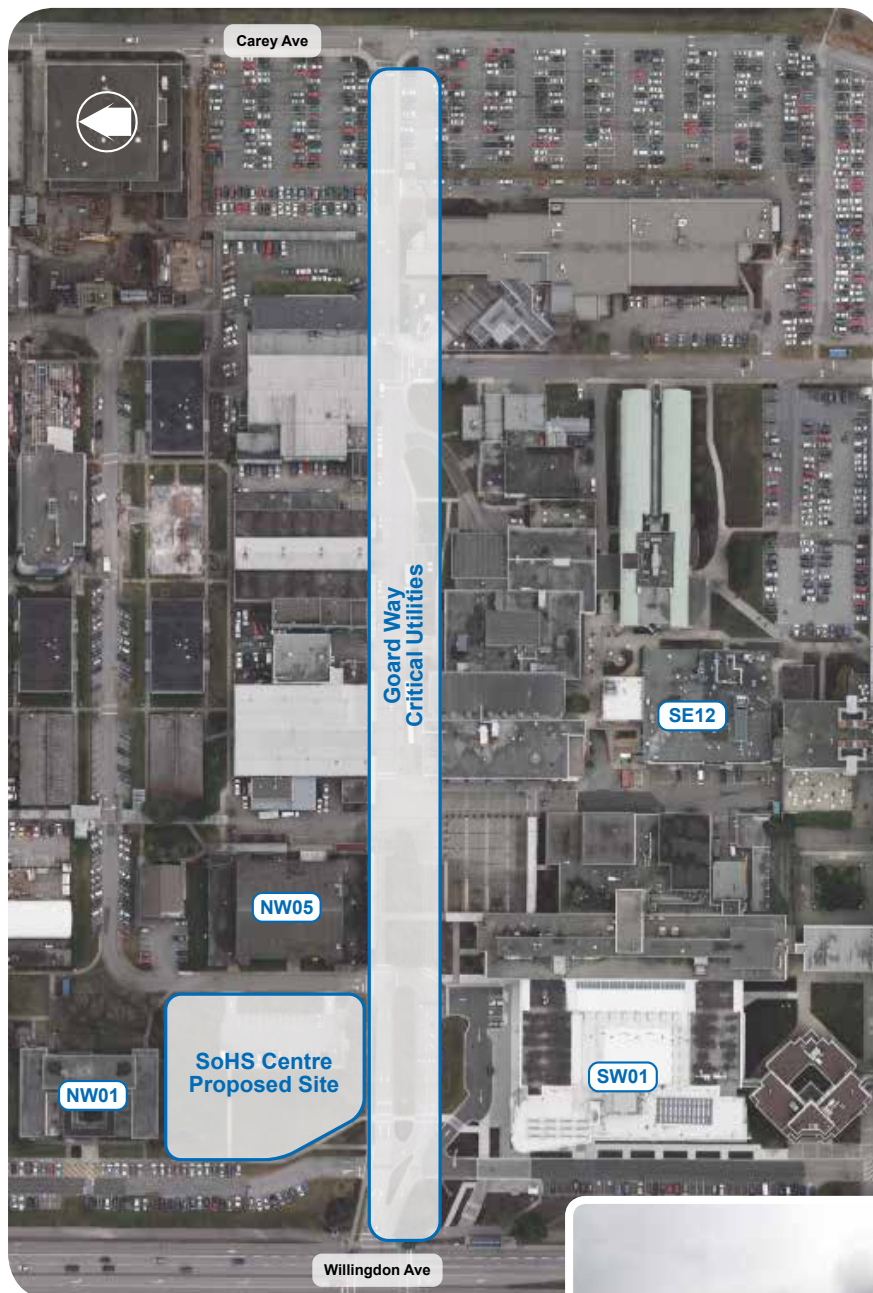 Carey Ave
Goard Way
Critical Utilities
SE12
NW05
SoHS Centre
Proposed Site
NW01
SW01
Willingdon Ave